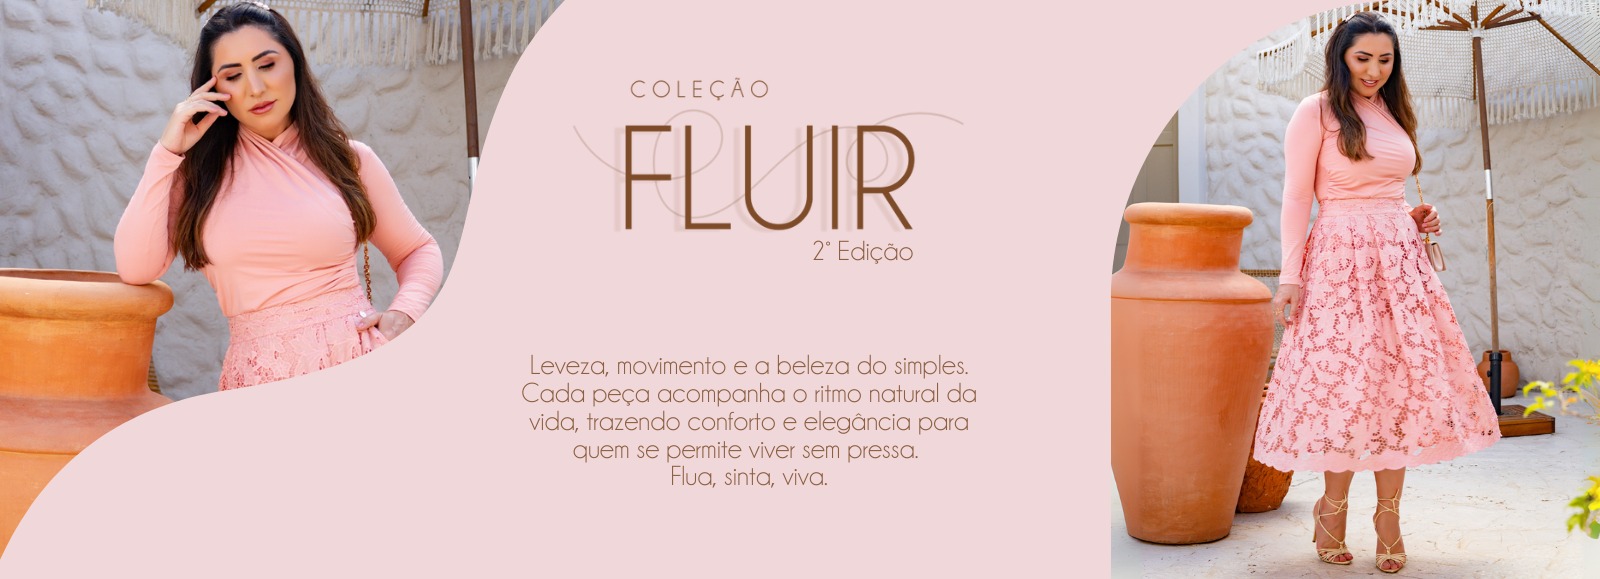 COLEÇÃO
FLUIR
2° Edição
Leveza, movimento e a beleza do simples.
Cada peça acompanha o ritmo natural da
vida, trazendo conforto e elegância para
quem se permite viver sem pressa.
Flua, sinta, viva.